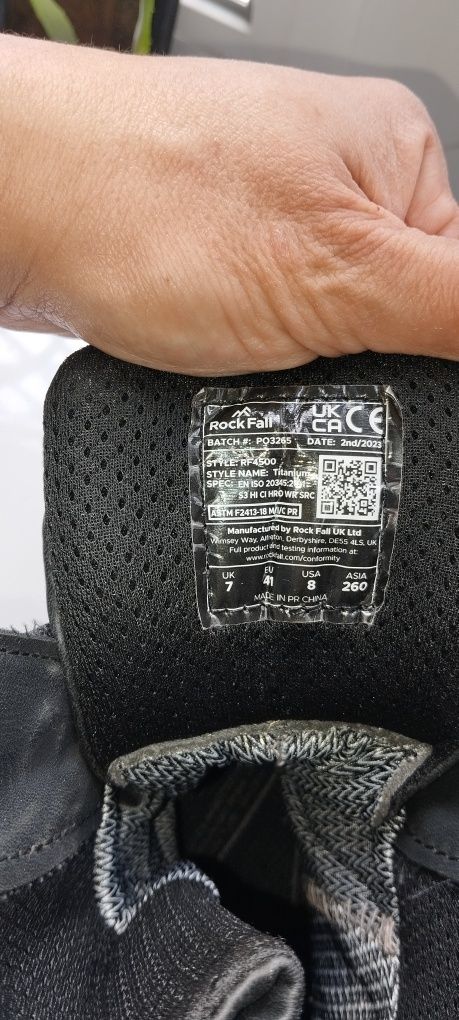 Rock Fall
UK
CA CE
BATCH #: PO3265 DATE: 2nd/2023
STYLE: RF4500
STYLE NAME: Titanium
SPEC: EN ISO 20345:2011
S3 HI CI HRO WR SRC
ASTM F2413-18 M/I/C PR
Manufactured by Rock Fall UK Ltd
Wimsey Way, Alfreton, Derbyshire, DE55 4LS, UK
Full product and testing information at:
www.rockfall.com/conformity
UK EU USA ASIA
7 41 8 260
MADE IN PR CHINA